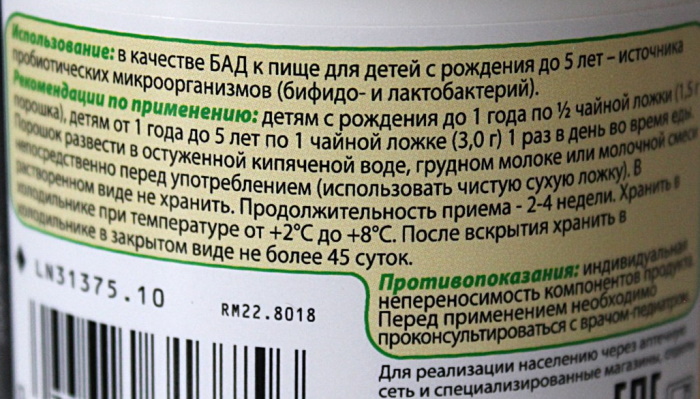 Использование: в качестве БАД к пище для детей с рождения до 5 лет – источника
пробиотических микроорганизмов (бифидо- и лактобактерий).
Рекомендации по применению: детям с рождения до 1 года по ½ чайной ложки (1,5 г
порошка), детям от 1 года до 5 лет по 1 чайной ложке (3,0 г) 1 раз в день во время еды.
Порошок развести в остуженной кипяченой воде, грудном молоке или молочной смеси
непосредственно перед употреблением (использовать чистую сухую ложку). В
растворенном виде не хранить. Продолжительность приема - 2-4 недели. Хранить в
холодильнике при температуре от +2°C до +8°C. После вскрытия хранить в
холодильнике в закрытом виде не более 45 суток.
LN31375.10
RM22.8018
Противопоказания: индивидуальная
непереносимость компонентов продукта.
Перед применением необходимо
проконсультироваться с врачом-педиатром.
Для реализации населению через аптечную
сеть и специализированные магазины,